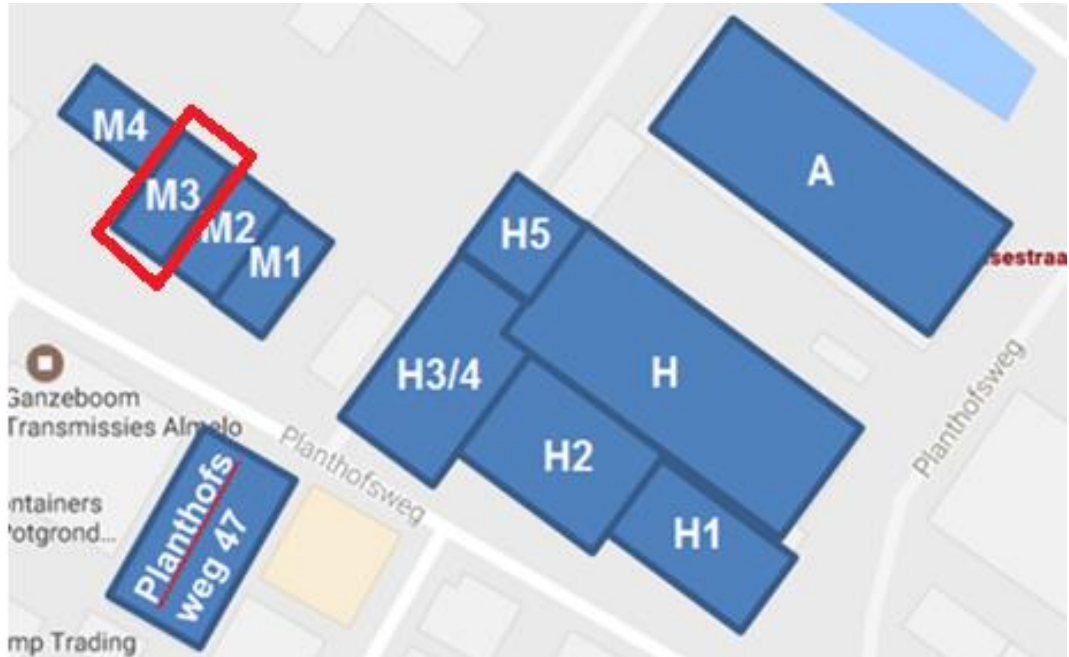 M4
M3
M2
M1
H5
H3/4
H
H2
H1
A
sestraa
Planthofsweg
Planthofsweg
Ganzeboom
Transmissies Almelo
ntainers
Potgrond...
Planthofs
weg 47
mp Trading